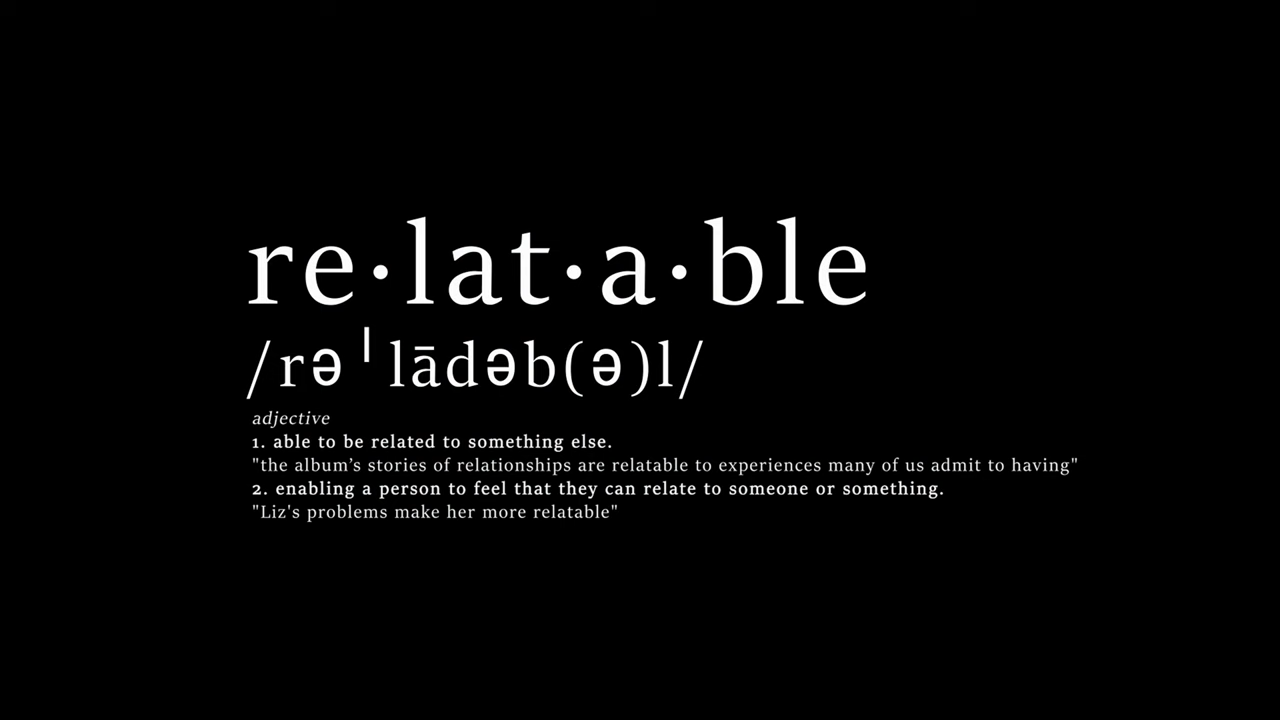 re·lat·a·ble
/rəˈlādəb(ə)l/
adjective
1. able to be related to something else.
"the album’s stories of relationships are relatable to experiences many of us admit to having"
2. enabling a person to feel that they can relate to someone or something.
"Liz's problems make her more relatable"